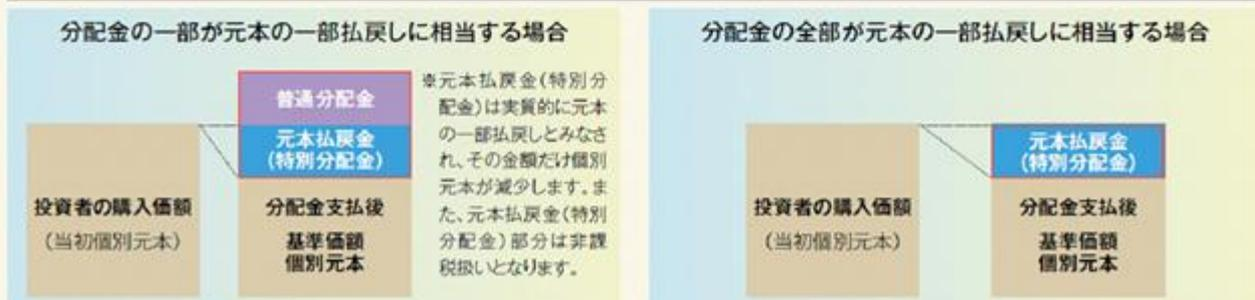 分配金の一部が元本の一部払戻しに相当する場合
普通分配金
元本払戻金
(特別分配金)
投資者の購入価額
(当初個別元本)
分配金支払後
基準価額
個別元本
※元本払戻金(特別分
配金)は実質的に元本
の一部払戻しとみなさ
れ、その金額だけ個別
元本が減少します。ま
た、元本払戻金(特別
分配金)部分は非課
税扱いとなります。
分配金の全部が元本の一部払戻しに相当する場合
元本払戻金
(特別分配金)
投資者の購入価額
(当初個別元本)
分配金支払後
基準価額
個別元本